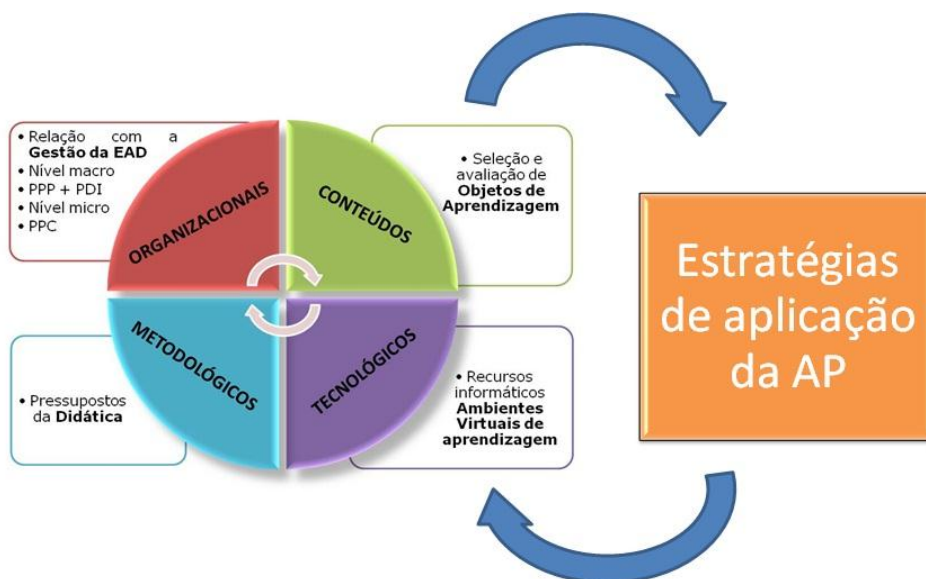 • Relação com a
Gestão da EAD
• Nível macro
• PPP + PDI
• Nível micro
• PPC
ORGANIZACIONAIS
CONTEÚDOS
• Seleção e
avaliação de
Objetos de
Aprendizagem
• Pressupostos
da Didática
METODOLÓGICOS
TECNOLÓGICOS
• Recursos
informáticos
Ambientes
Virtuais de
aprendizagem
Estratégias
de aplicação
da AP